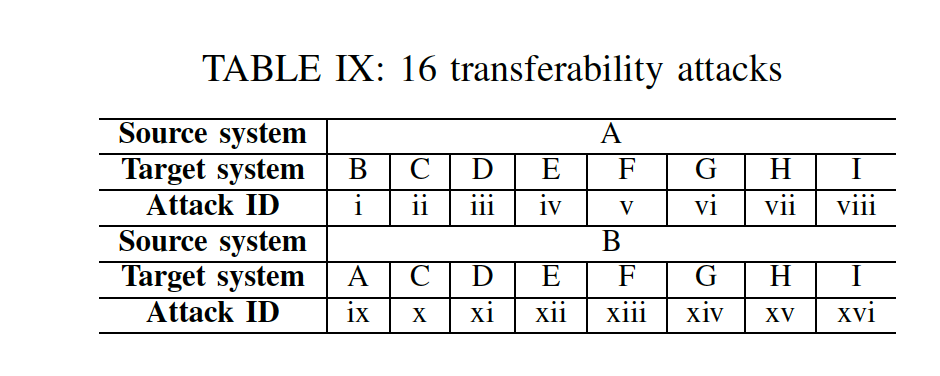 TABLE IX: 16 transferability attacks
Source system A
Target system B C D E F G H I
Attack ID i ii iii iv v vi vii viii
Source system B
Target system A C D E F G H I
Attack ID ix x xi xii xiii xiv xv xvi